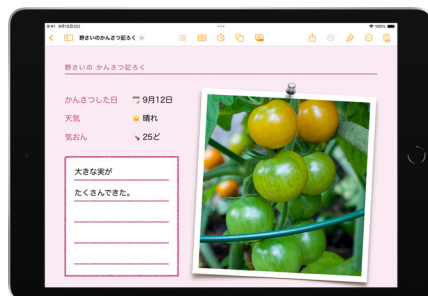 9:41 9月12日(火)
100%
野さいのかんさつ記ろく
野さいの かんさつ記ろく
かんさつした日 9月12日
天気 晴れ
気おん 25ど
大きな実が
たくさんできた。